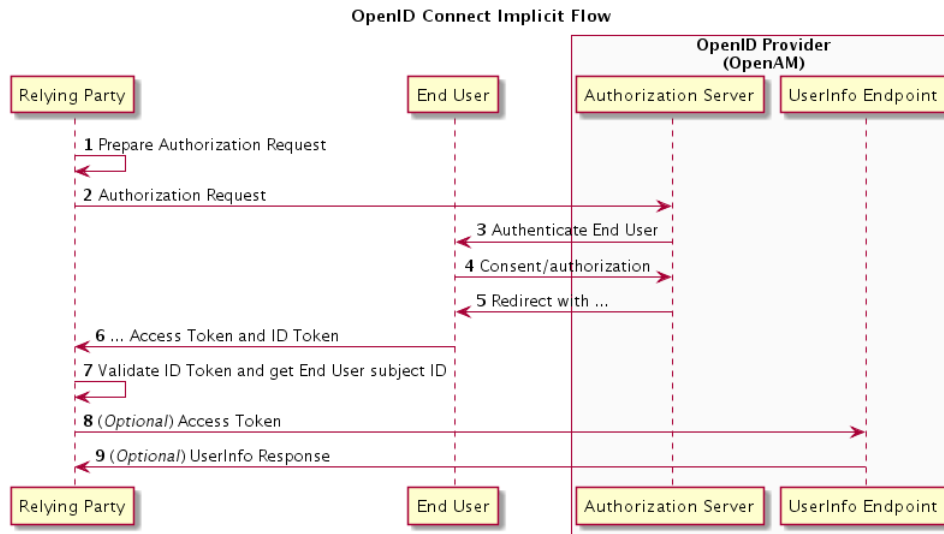 OpenID Connect Implicit Flow
OpenID Provider
(OpenAM)
Relying Party
End User
Authorization Server
UserInfo Endpoint
1 Prepare Authorization Request
2 Authorization Request
3 Authenticate End User
4 Consent/authorization
5 Redirect with ...
6 ... Access Token and ID Token
7 Validate ID Token and get End User subject ID
8 (Optional) Access Token
9 (Optional) UserInfo Response
Relying Party
End User
Authorization Server
UserInfo Endpoint